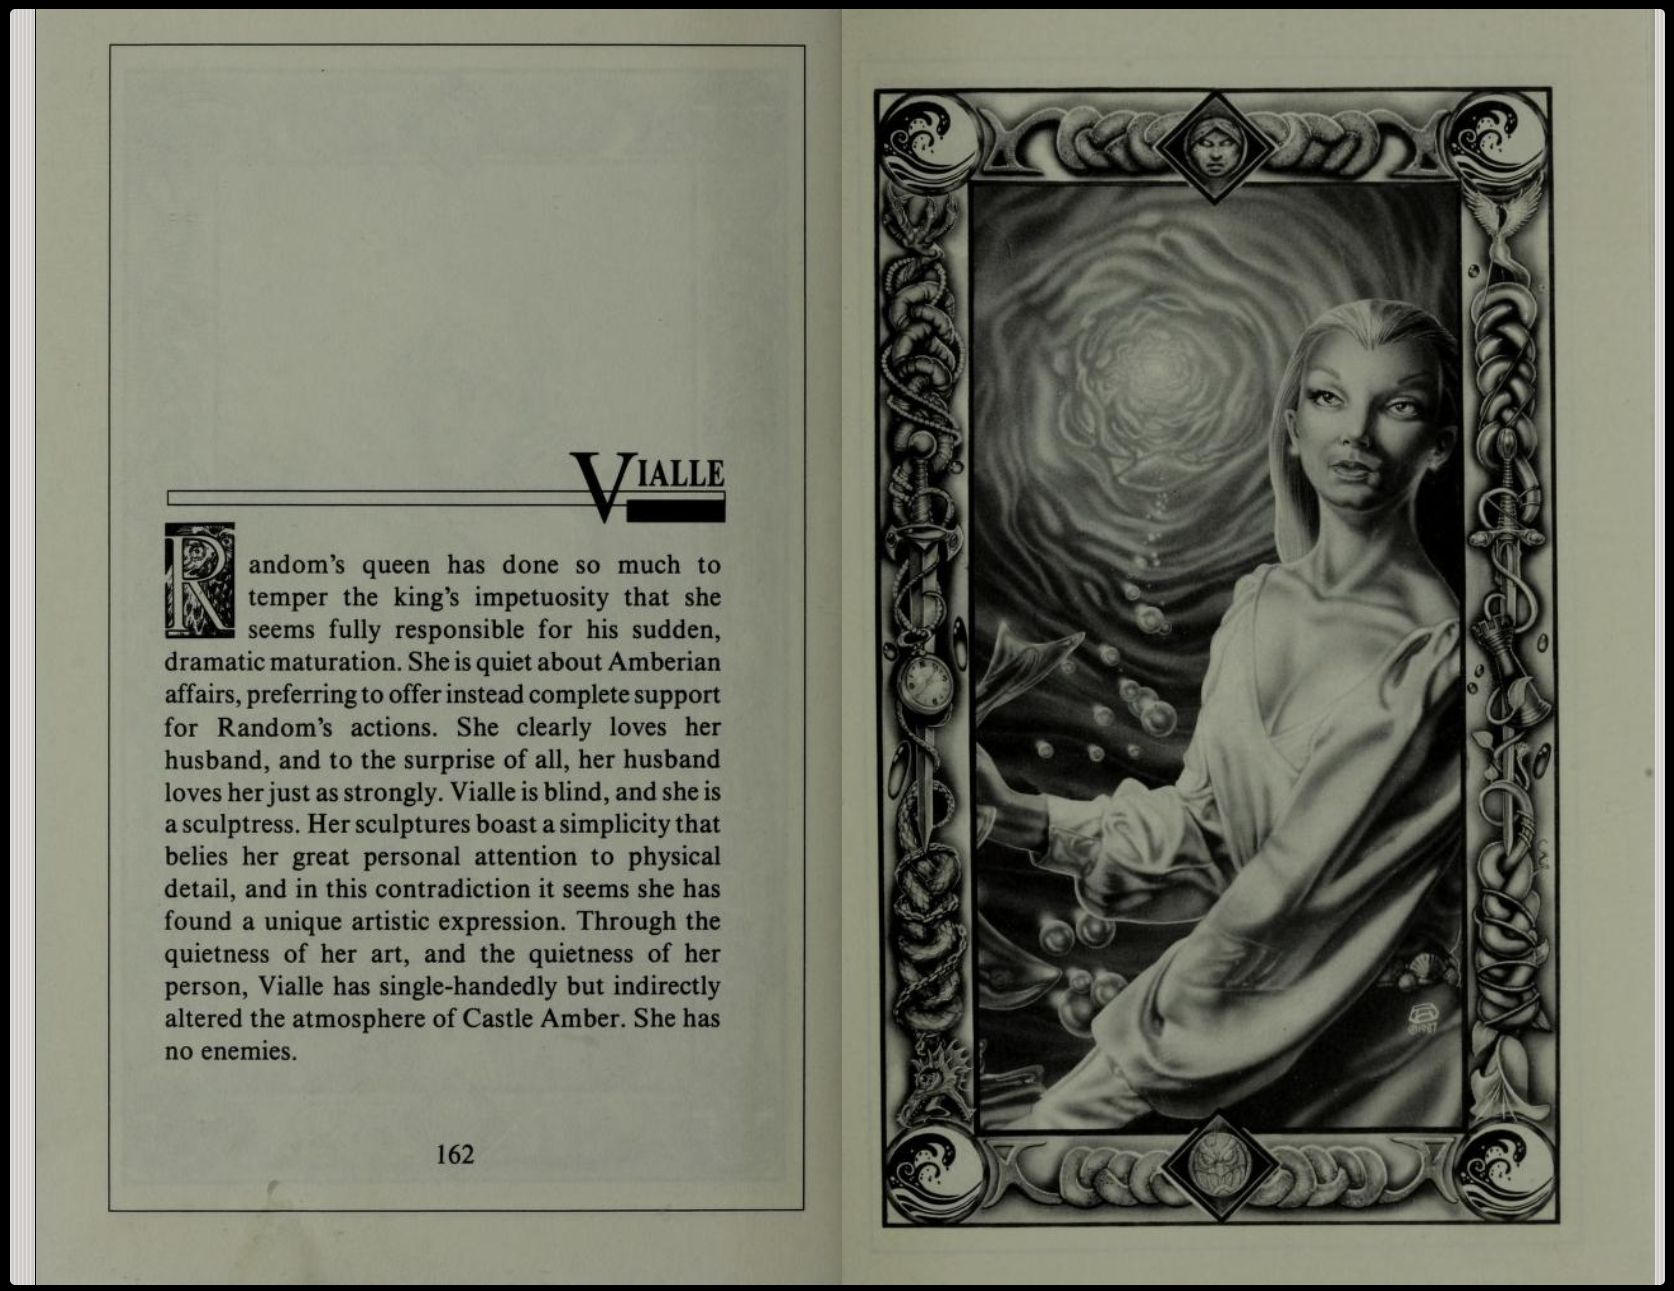 VIALLE
Random's queen has done so much to
temper the king's impetuosity that she
seems fully responsible for his sudden,
dramatic maturation. She is quiet about Amberian
affairs, preferring to offer instead complete support
for Random's actions. She clearly loves her
husband, and to the surprise of all, her husband
loves her just as strongly. Vialle is blind, and she is
a sculptress. Her sculptures boast a simplicity that
belies her great personal attention to physical
detail, and in this contradiction it seems she has
found a unique artistic expression. Through the
quietness of her art, and the quietness of her
person, Vialle has single-handedly but indirectly
altered the atmosphere of Castle Amber. She has
no enemies.
162
©1987